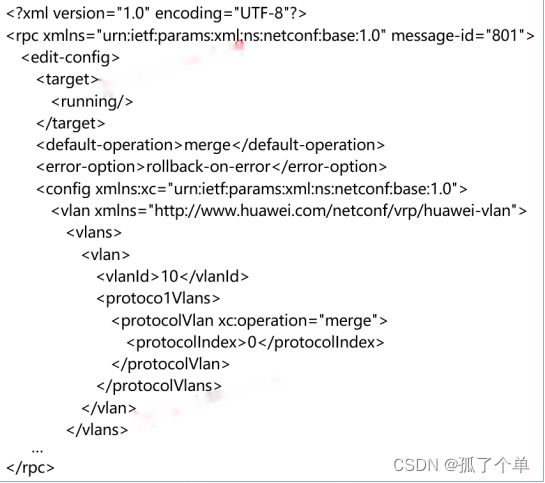 <?xml version="1.0" encoding="UTF-8"?>
<rpc xmlns="urn:ietf:params:xml:ns:netconf:base:1.0" message-id="801">
<edit-config>
<target>
<running/>
</target>
<default-operation>merge</default-operation>
<error-option>rollback-on-error</error-option>
<config xmlns:xc="urn:ietf:params:xml:ns:netconf:base:1.0">
<vlan xmlns="http://www.huawei.com/netconf/vrp/huawei-vlan">
<vlans>
<vlan>
<vlanId>10</vlanId>
<protoco1Vlans>
<protocolVlan xc:operation="merge">
<protocolIndex>0</protocolIndex>
</protocolVlan>
</protocolVlans>
</vlan>
</vlans>
...
</rpc>
CSDN @孤了个单